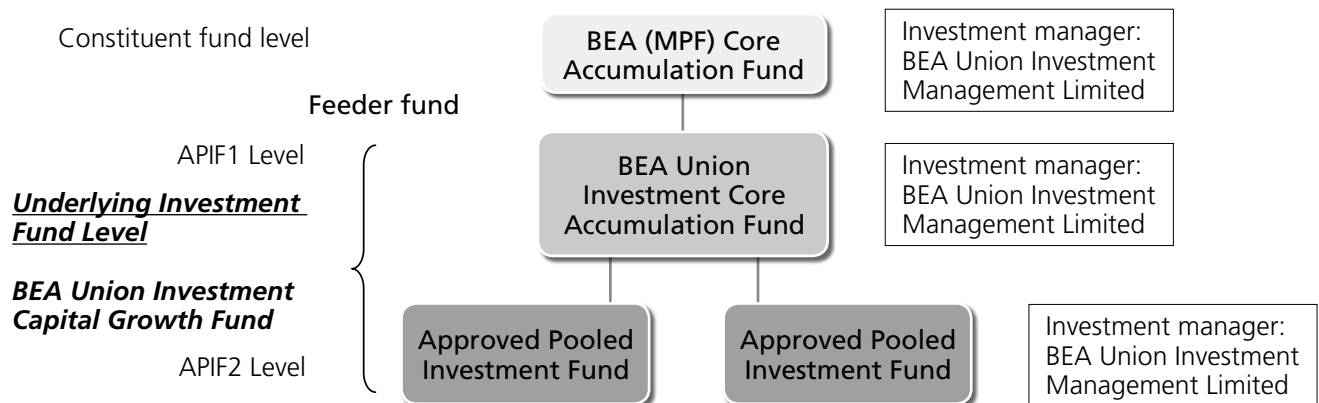 Constituent fund level
BEA (MPF) Core
Accumulation Fund
Investment manager:
BEA Union Investment
Management Limited
Feeder fund
APIF1 Level
BEA Union
Investment Core
Accumulation Fund
Investment manager:
BEA Union Investment
Management Limited
Underlying Investment
Fund Level
BEA Union Investment
Capital Growth Fund
APIF2 Level
Approved Pooled
Investment Fund
Approved Pooled
Investment Fund
Investment manager:
BEA Union Investment
Management Limited